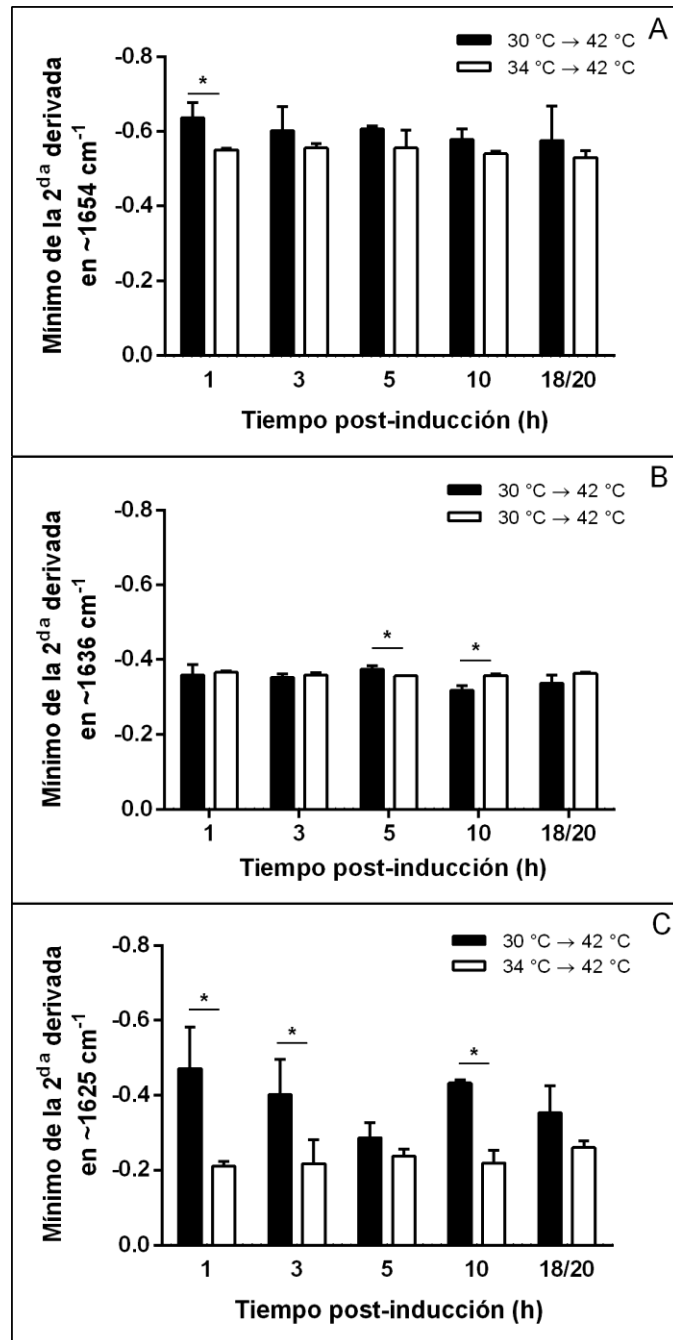 A
30 °C → 42 °C
34 °C → 42 °C
Mínimo de la 2ᵈᵃ derivada
en ~1654 cm⁻¹
-0.8
-0.6
-0.4
-0.2
0.0
*
1 3 5 10 18/20
Tiempo post-inducción (h)
B
30 °C → 42 °C
30 °C → 42 °C
Mínimo de la 2ᵈᵃ derivada
en ~1636 cm⁻¹
-0.8
-0.6
-0.4
-0.2
0.0
* *
1 3 5 10 18/20
Tiempo post-inducción (h)
C
30 °C → 42 °C
34 °C → 42 °C
Mínimo de la 2ᵈᵃ derivada
en ~1625 cm⁻¹
-0.8
-0.6
-0.4
-0.2
0.0
* * *
1 3 5 10 18/20
Tiempo post-inducción (h)